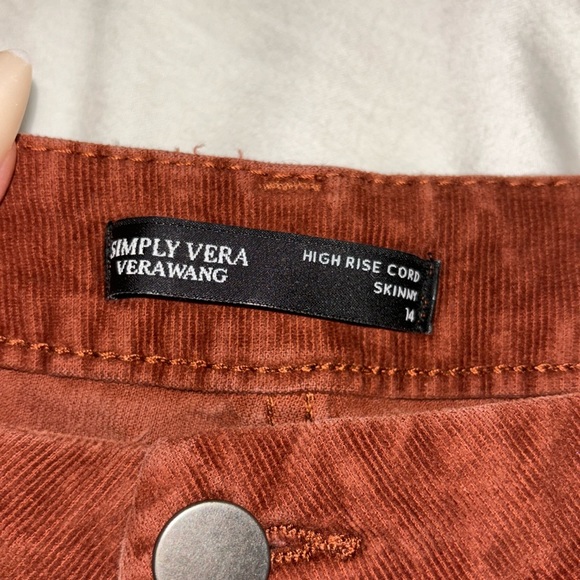 SIMPLY VERA
VERAWANG
HIGH RISE CORD
SKINNY
14